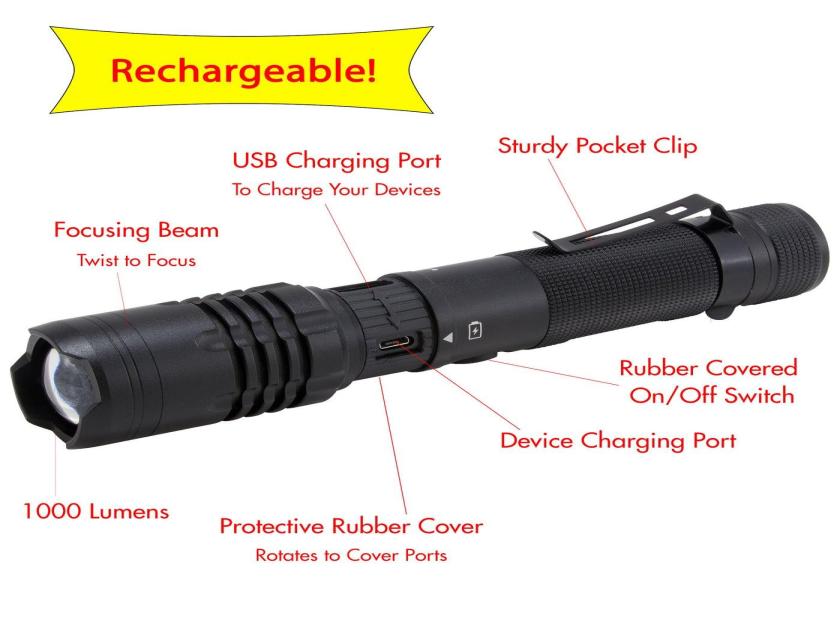 Rechargeable!
Sturdy Pocket Clip
USB Charging Port
To Charge Your Devices
Focusing Beam
Twist to Focus
Rubber Covered
On/Off Switch
Device Charging Port
1000 Lumens
Protective Rubber Cover
Rotates to Cover Ports